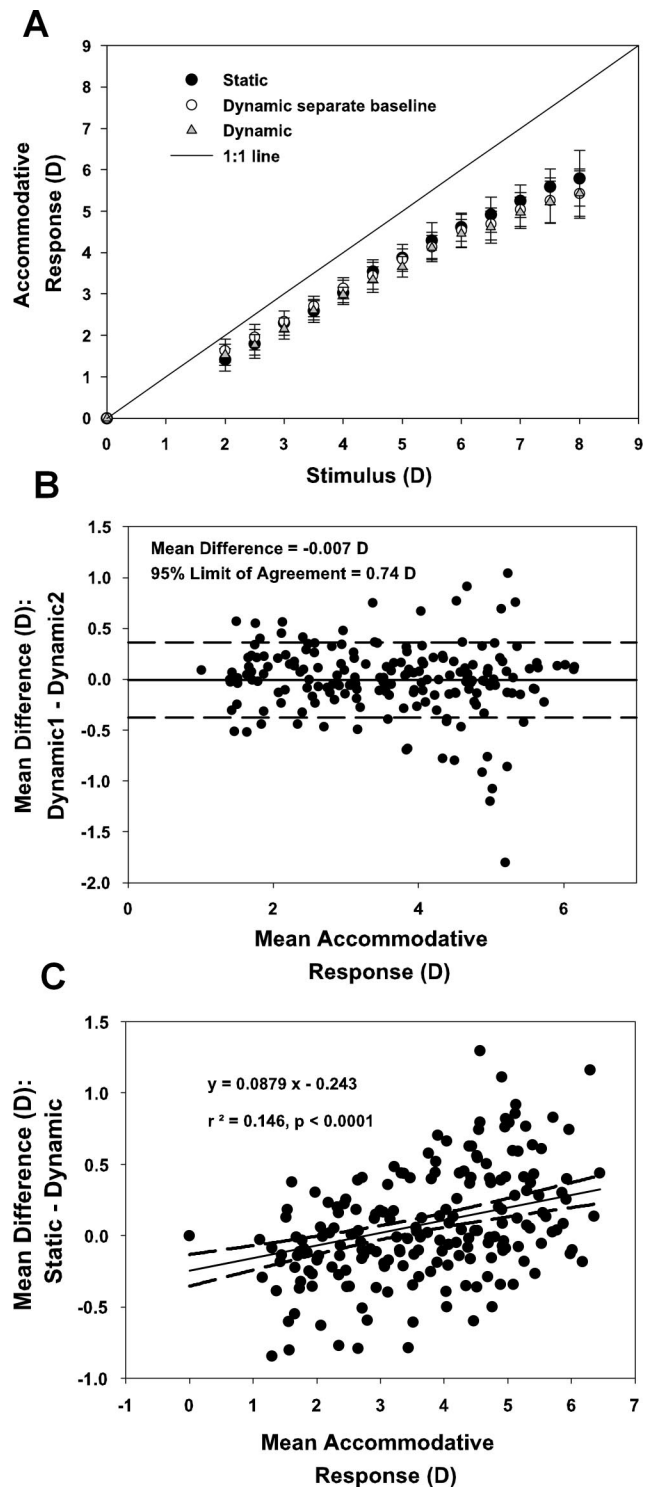 A
9
8
7
6
5
4
3
2
1
0
Accommodative
Response (D)
Static
Dynamic separate baseline
Dynamic
1:1 line
0 1 2 3 4 5 6 7 8 9
Stimulus (D)
B
1.5
1.0
0.5
0.0
-0.5
-1.0
-1.5
-2.0
Mean Difference (D):
Dynamic1 - Dynamic2
Mean Difference = -0.007 D
95% Limit of Agreement = 0.74 D
0 2 4 6
Mean Accommodative
Response (D)
C
1.5
1.0
0.5
0.0
-0.5
-1.0
Mean Difference (D):
Static - Dynamic
y = 0.0879 x - 0.243
r ² = 0.146, p < 0.0001
-1 0 1 2 3 4 5 6 7
Mean Accommodative
Response (D)